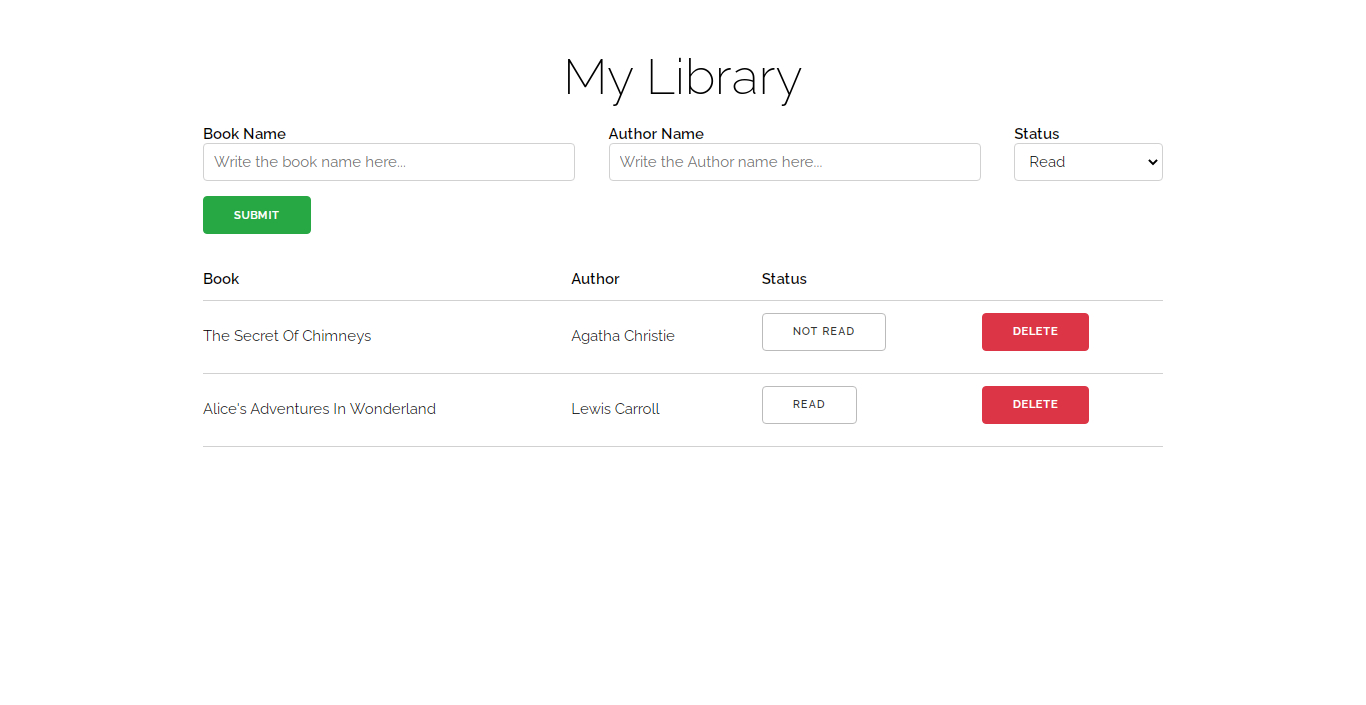 My Library
Book Name Author Name Status
Write the book name here... Write the Author name here... Read
SUBMIT
Book Author Status
The Secret Of Chimneys Agatha Christie NOT READ DELETE
Alice's Adventures In Wonderland Lewis Carroll READ DELETE